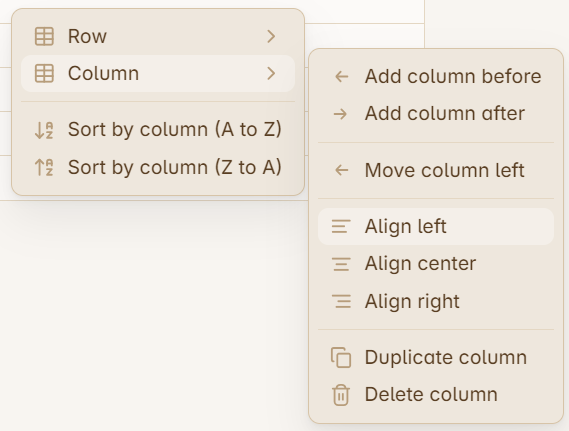 Row
Column
Sort by column (A to Z)
Sort by column (Z to A)
Add column before
Add column after
Move column left
Align left
Align center
Align right
Duplicate column
Delete column